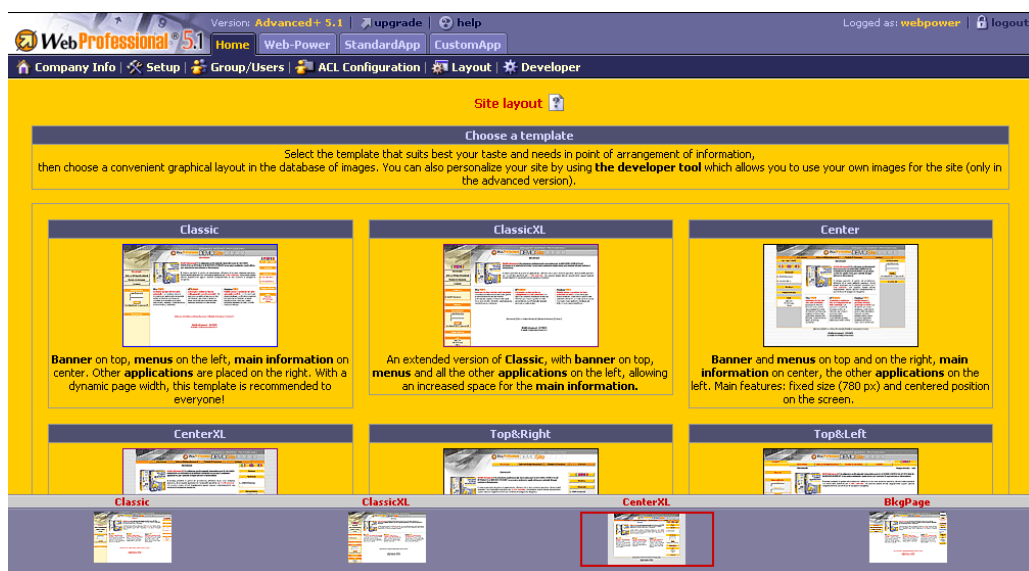 Version: Advanced+ 5.1 | upgrade | help
Logged as: webpower | logout
WebProfessional® 5.1
Home Web-Power StandardApp CustomApp
Company Info | Setup | Group/Users | ACL Configuration | Layout | Developer
Site layout
Choose a template
Select the template that suits best your taste and needs in point of arrangement of information,
then choose a convenient graphical layout in the database of images. You can also personalize your site by using the developer tool which allows you to use your own images for the site (only in
the advanced version).
Classic
Banner on top, menus on the left, main information on
center. Other applications are placed on the right. With a
dynamic page width, this template is recommended to
everyone!
ClassicXL
An extended version of Classic, with banner on top,
menus and all the other applications on the left, allowing
an increased space for the main information.
Center
Banner and menus on top and on the right, main
information on center, the other applications on the
left. Main features: fixed size (780 px) and centered position
on the screen.
CenterXL
Top&Right
Top&Left
Classic
ClassicXL
CenterXL
BkgPage